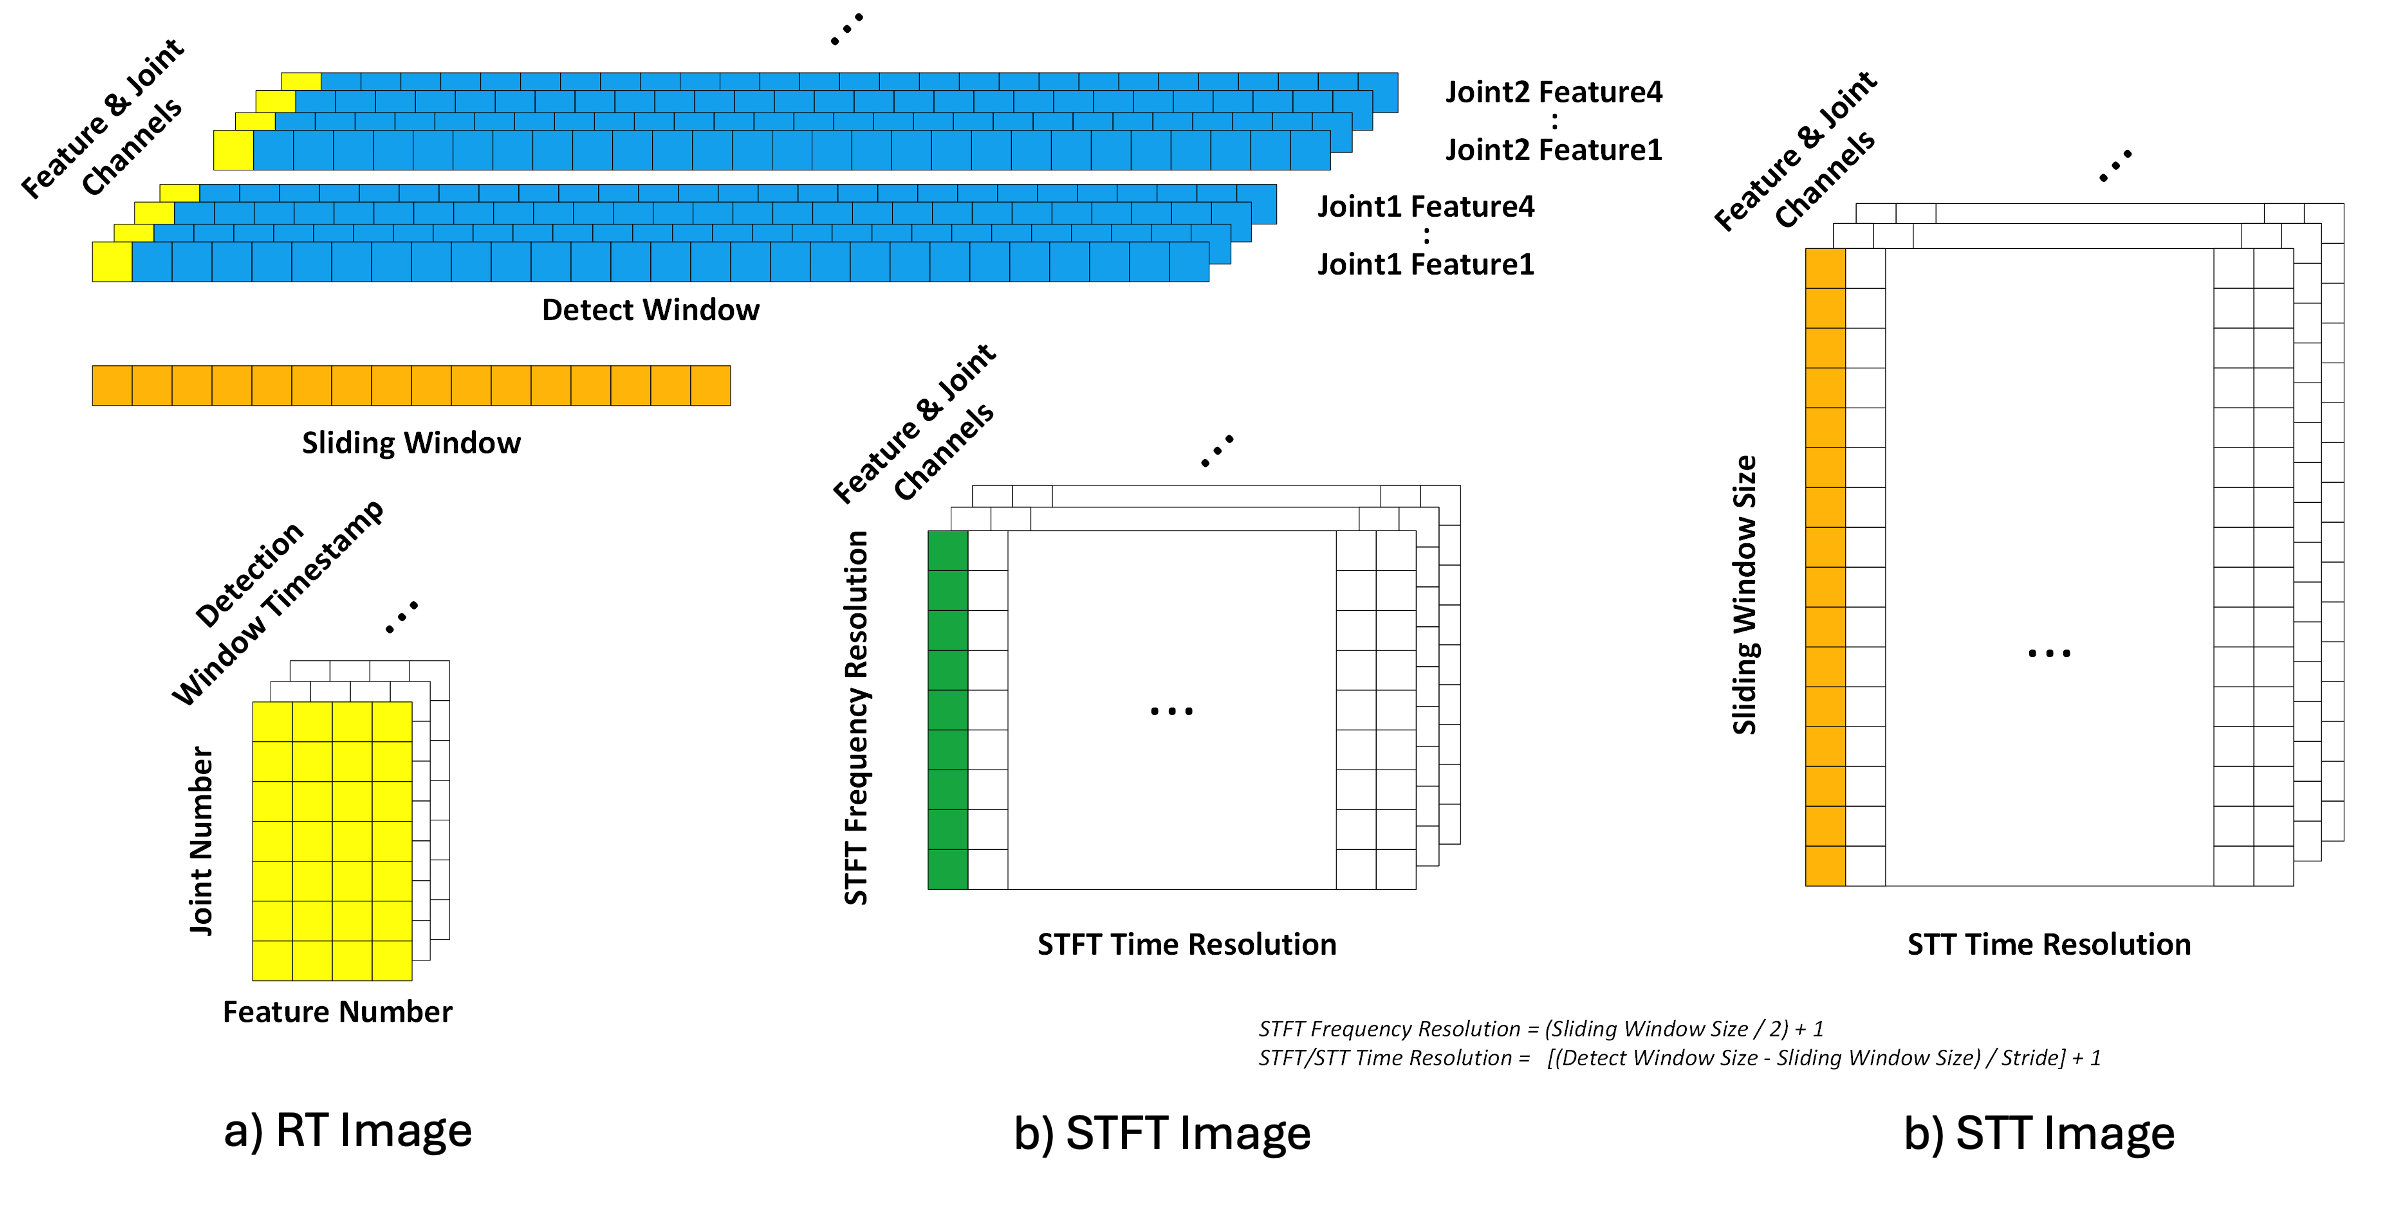 ...
Feature & Joint
Channels
Joint2 Feature4
⋮
Joint2 Feature1
Joint1 Feature4
⋮
Joint1 Feature1
Detect Window
Sliding Window
Detection
Window Timestamp
...
Joint Number
Feature Number
Feature & Joint
Channels
...
STFT Frequency Resolution
...
STFT Time Resolution
Feature & Joint
Channels
...
Sliding Window Size
...
STT Time Resolution
STFT Frequency Resolution = (Sliding Window Size / 2) + 1
STFT/STT Time Resolution = [(Detect Window Size - Sliding Window Size) / Stride] + 1
a) RT Image
b) STFT Image
b) STT Image